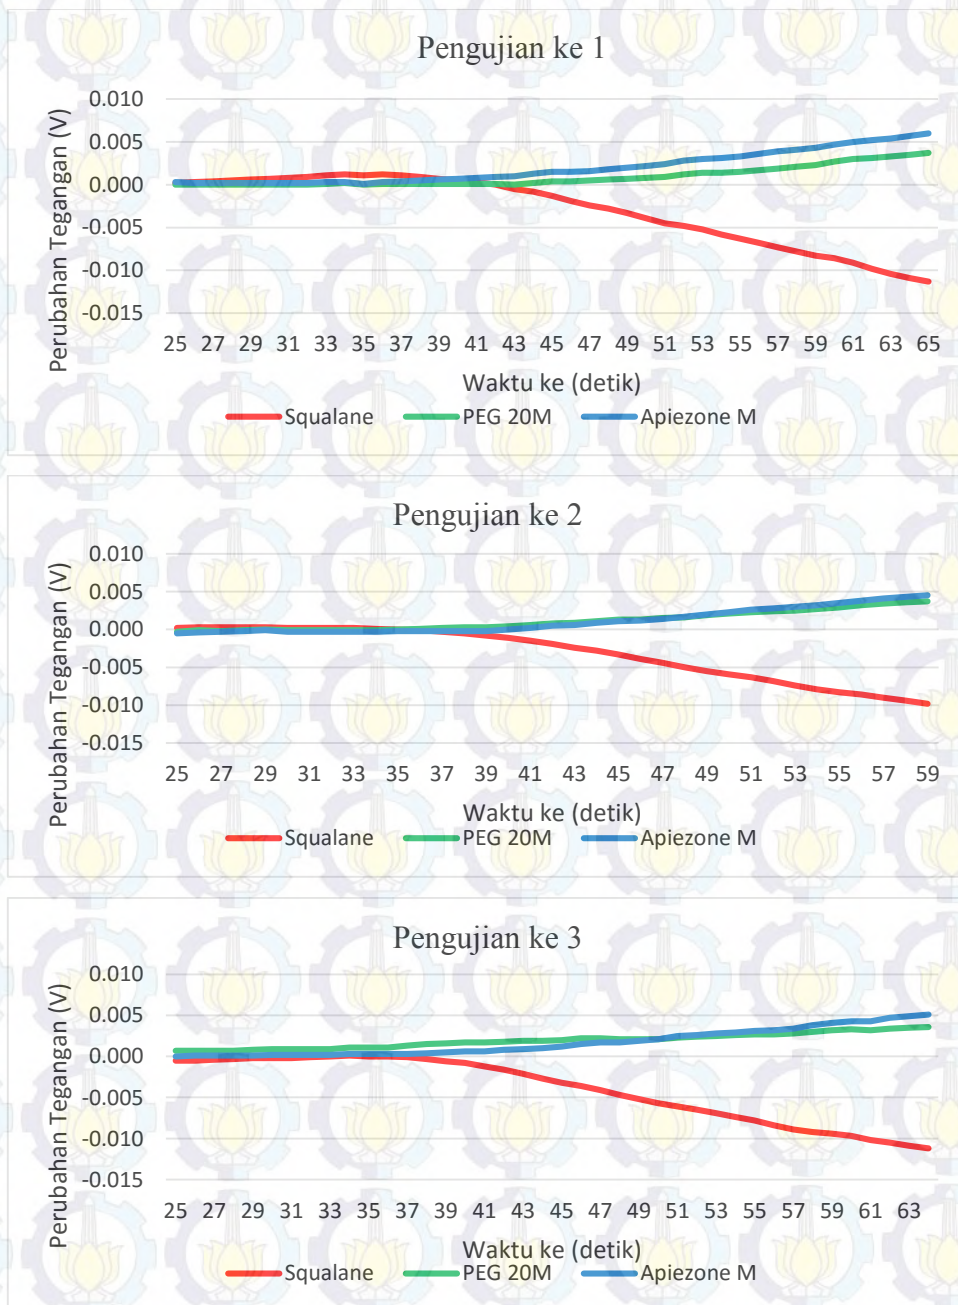 Pengujian ke 1
Perubahan Tegangan (V)
0.010
0.005
0.000
-0.005
-0.010
-0.015
25 27 29 31 33 35 37 39 41 43 45 47 49 51 53 55 57 59 61 63 65
Waktu ke (detik)
Squalane PEG 20M Apiezone M
Pengujian ke 2
Perubahan Tegangan (V)
0.010
0.005
0.000
-0.005
-0.010
-0.015
25 27 29 31 33 35 37 39 41 43 45 47 49 51 53 55 57 59
Waktu ke (detik)
Squalane PEG 20M Apiezone M
Pengujian ke 3
Perubahan Tegangan (V)
0.010
0.005
0.000
-0.005
-0.010
-0.015
25 27 29 31 33 35 37 39 41 43 45 47 49 51 53 55 57 59 61 63
Waktu ke (detik)
Squalane PEG 20M Apiezone M